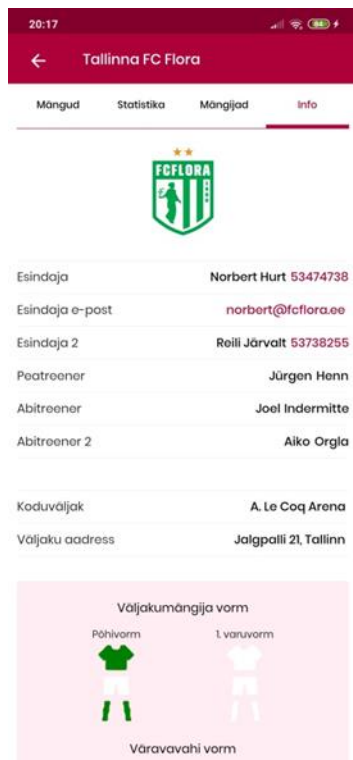 20:17
Tallinna FC Flora
Mängud Statistika Mängijad Info
FCFLORA
Esindaja Norbert Hurt 53474738
Esindaja e-post norbert@fcflora.ee
Esindaja 2 Reili Järvalt 53738255
Peatreener Jürgen Henn
Abitreener Joel Indermitte
Abitreener 2 Aiko Orgla
Koduväljak A. Le Coq Arena
Väljaku aadress Jalgpalli 21, Tallinn
Väljakumängija vorm
Põhivorm 1. varuvorm
Väravavahi vorm